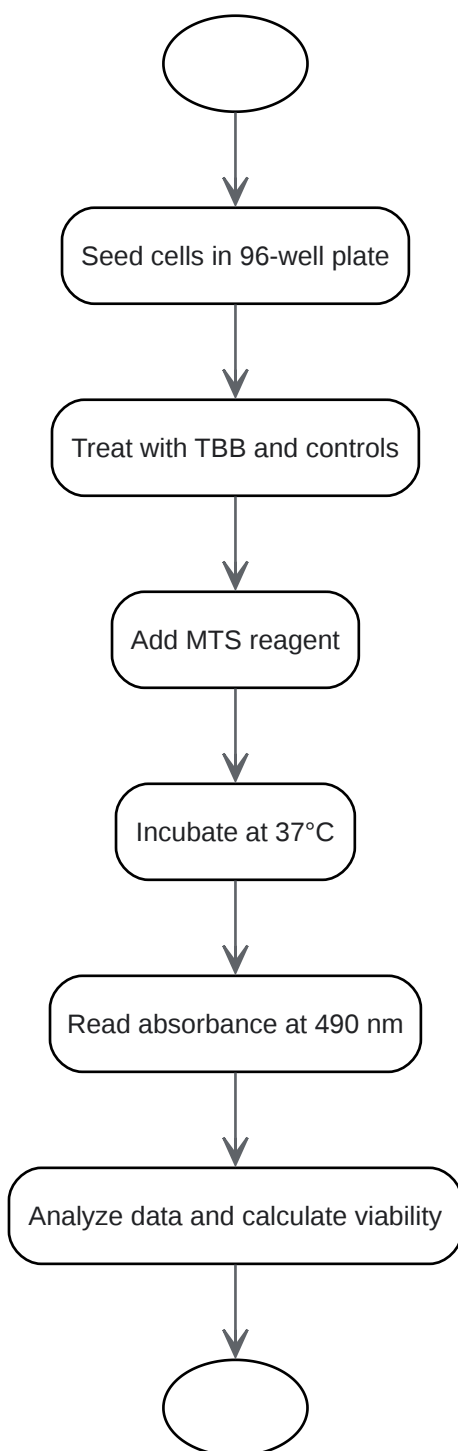 Seed cells in 96-well plate
Treat with TBB and controls
Add MTS reagent
Incubate at 37°C
Read absorbance at 490 nm
Analyze data and calculate viability